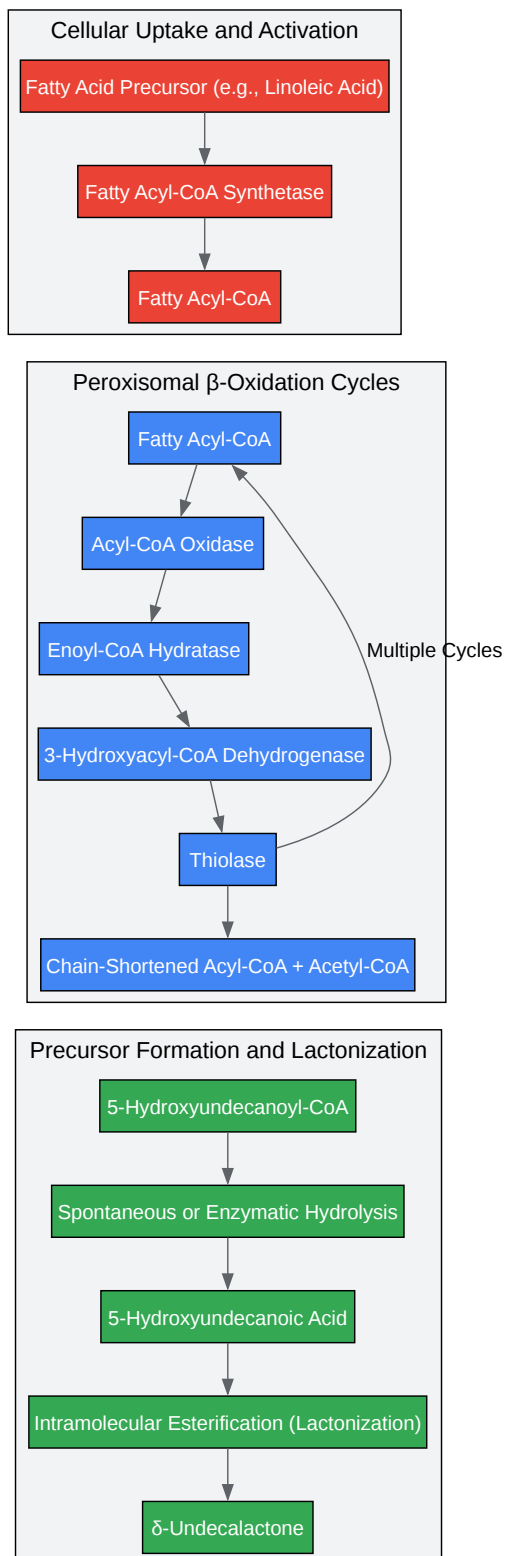 Cellular Uptake and Activation
Fatty Acid Precursor (e.g., Linoleic Acid)
Fatty Acyl-CoA Synthetase
Fatty Acyl-CoA
Peroxisomal β-Oxidation Cycles
Fatty Acyl-CoA
Acyl-CoA Oxidase
Enoyl-CoA Hydratase
Multiple Cycles
3-Hydroxyacyl-CoA Dehydrogenase
Thiolase
Chain-Shortened Acyl-CoA + Acetyl-CoA
Precursor Formation and Lactonization
5-Hydroxyundecanoyl-CoA
Spontaneous or Enzymatic Hydrolysis
5-Hydroxyundecanoic Acid
Intramolecular Esterification (Lactonization)
δ-Undecalactone